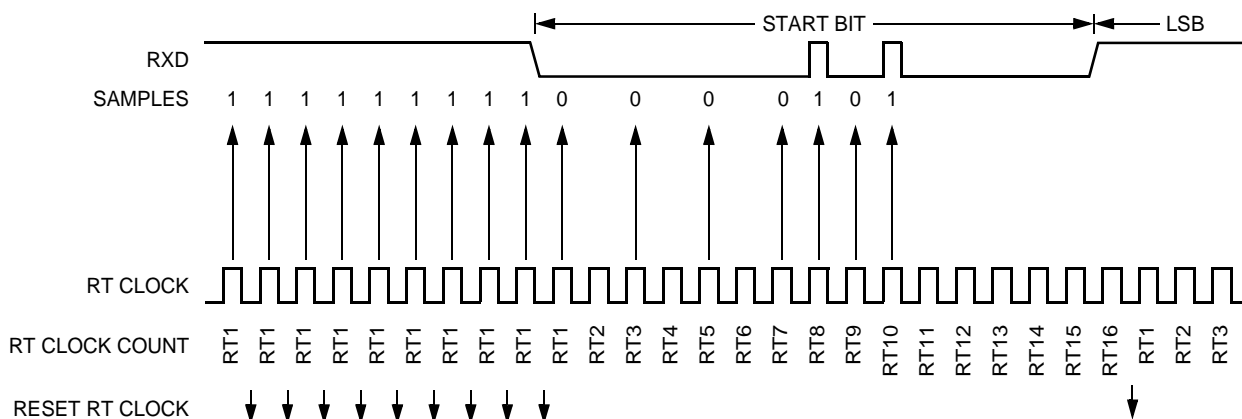 START BIT LSB
RXD
SAMPLES 1 1 1 1 1 1 1 1 1 0 0 0 0 1 0 1
RT CLOCK
RT CLOCK COUNT RT1 RT1 RT1 RT1 RT1 RT1 RT1 RT1 RT1 RT1 RT2 RT3 RT4 RT5 RT6 RT7 RT8 RT9 RT10 RT11 RT12 RT13 RT14 RT15 RT16 RT1 RT2 RT3
RESET RT CLOCK